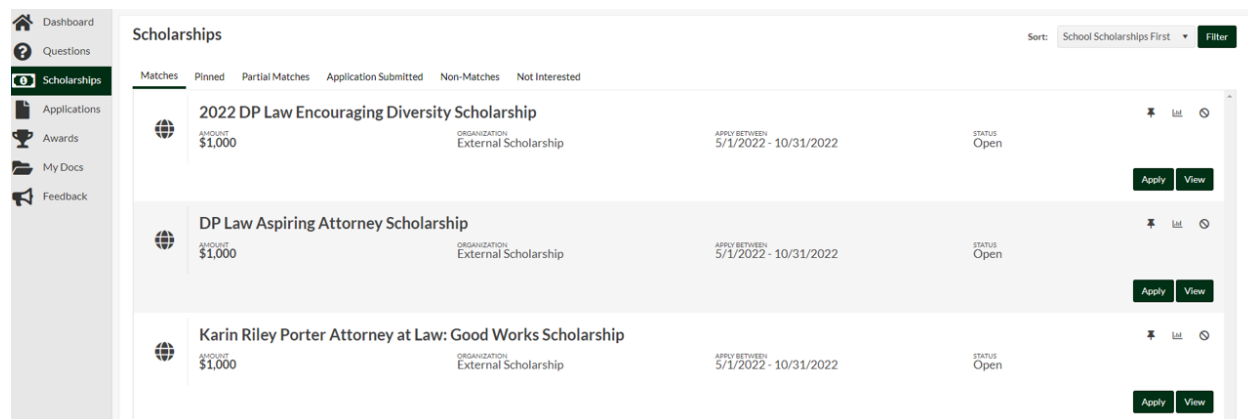 Dashboard
Questions
Scholarships
Applications
Awards
My Docs
Feedback
Scholarships
Sort: School Scholarships First Filter
Matches Pinned Partial Matches Application Submitted Non-Matches Not Interested
2022 DP Law Encouraging Diversity Scholarship
AMOUNT ORGANIZATION APPLY BETWEEN STATUS
$1,000 External Scholarship 5/1/2022 - 10/31/2022 Open
Apply View
DP Law Aspiring Attorney Scholarship
AMOUNT ORGANIZATION APPLY BETWEEN STATUS
$1,000 External Scholarship 5/1/2022 - 10/31/2022 Open
Apply View
Karin Riley Porter Attorney at Law: Good Works Scholarship
AMOUNT ORGANIZATION APPLY BETWEEN STATUS
$1,000 External Scholarship 5/1/2022 - 10/31/2022 Open
Apply View